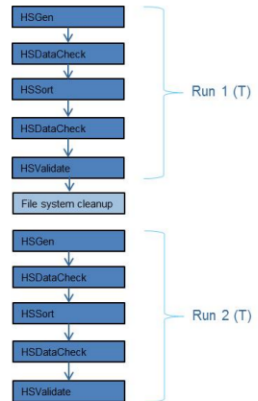 HSGen
HSDataCheck
HSSort
HSDataCheck
HSValidate
Run 1 (T)
File system cleanup
HSGen
HSDataCheck
HSSort
HSDataCheck
HSValidate
Run 2 (T)